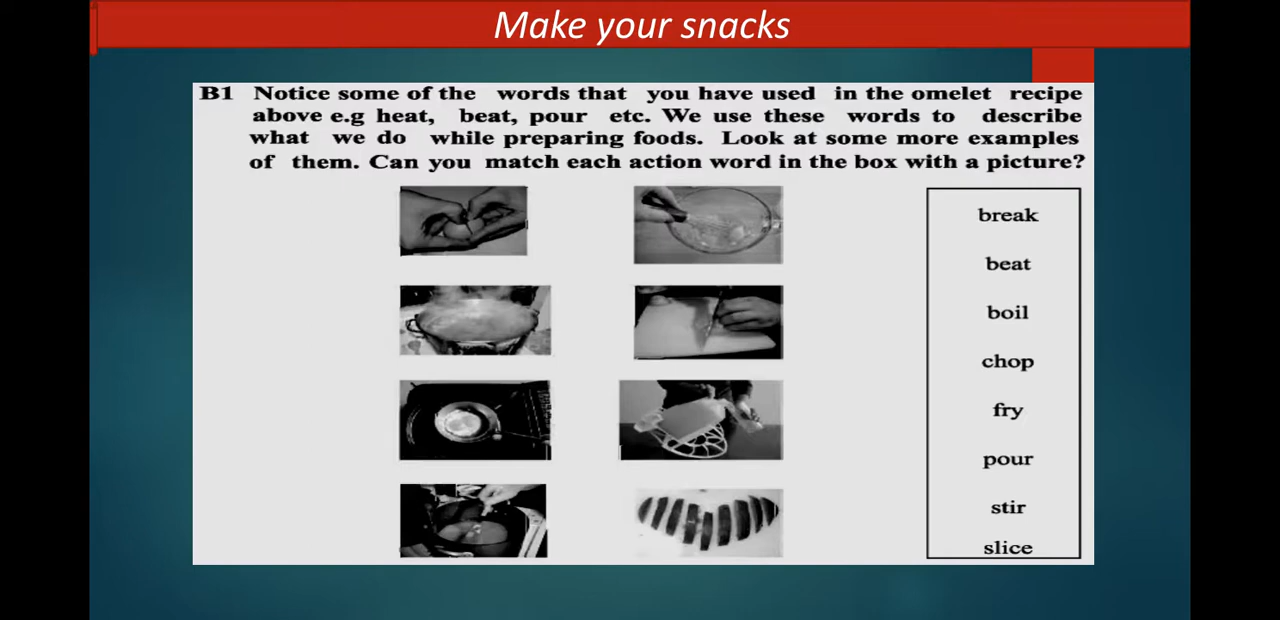 Make your snacks
B1 Notice some of the words that you have used in the omelet recipe
above e.g heat, beat, pour etc. We use these words to describe
what we do while preparing foods. Look at some more examples
of them. Can you match each action word in the box with a picture?
break
beat
boil
chop
fry
pour
stir
slice